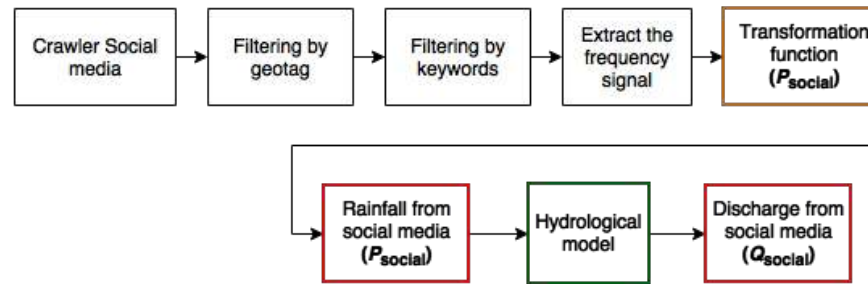 Crawler Social
media
Filtering by
geotag
Filtering by
keywords
Extract the
frequency
signal
Transformation
function
(Psocial)
Rainfall from
social media
(Psocial)
Hydrological
model
Discharge from
social media
(Qsocial)